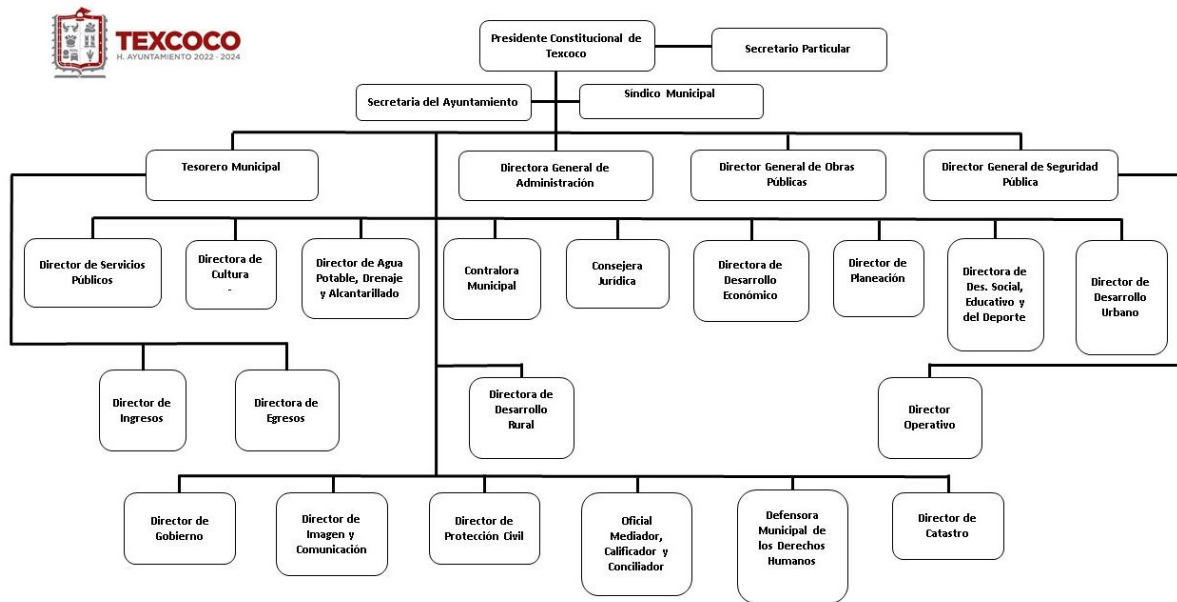 TEXCOCO
H. AYUNTAMIENTO 2022 - 2024
Presidente Constitucional de
Texcoco
Secretario Particular
Secretaria del Ayuntamiento
Síndico Municipal
Tesorero Municipal
Directora General de
Administración
Director General de Obras
Públicas
Director General de Seguridad
Pública
Director de Servicios
Públicos
Directora de
Cultura
-
Director de Agua
Potable, Drenaje
y Alcantarillado
Contralora
Municipal
Consejera
Jurídica
Directora de
Desarrollo
Económico
Director de
Planeación
Directora de
Des. Social,
Educativo y
del Deporte
Director de
Desarrollo
Urbano
Director de
Ingresos
Directora de
Egresos
Directora de
Desarrollo
Rural
Director
Operativo
Director de
Gobierno
Director de
Imagen y
Comunicación
Director de
Protección Civil
Oficial
Mediador,
Calificador y
Conciliador
Defensora
Municipal de
los Derechos
Humanos
Director de
Catastro